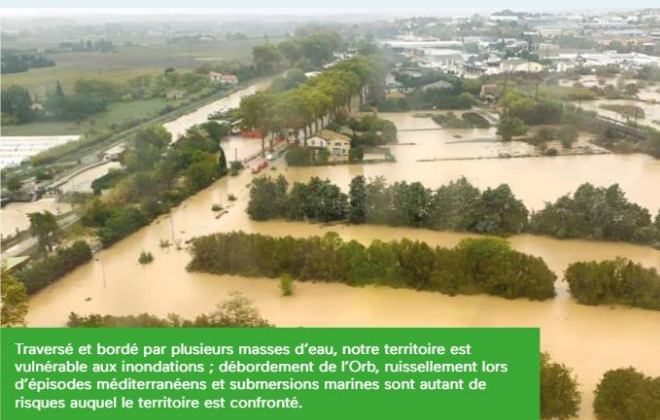 Traversé et bordé par plusieurs masses d'eau, notre territoire est
vulnérable aux inondations ; débordement de l'Orb, ruissellement lors
d'épisodes méditerranéens et submersions marines sont autant de
risques auquel le territoire est confronté.